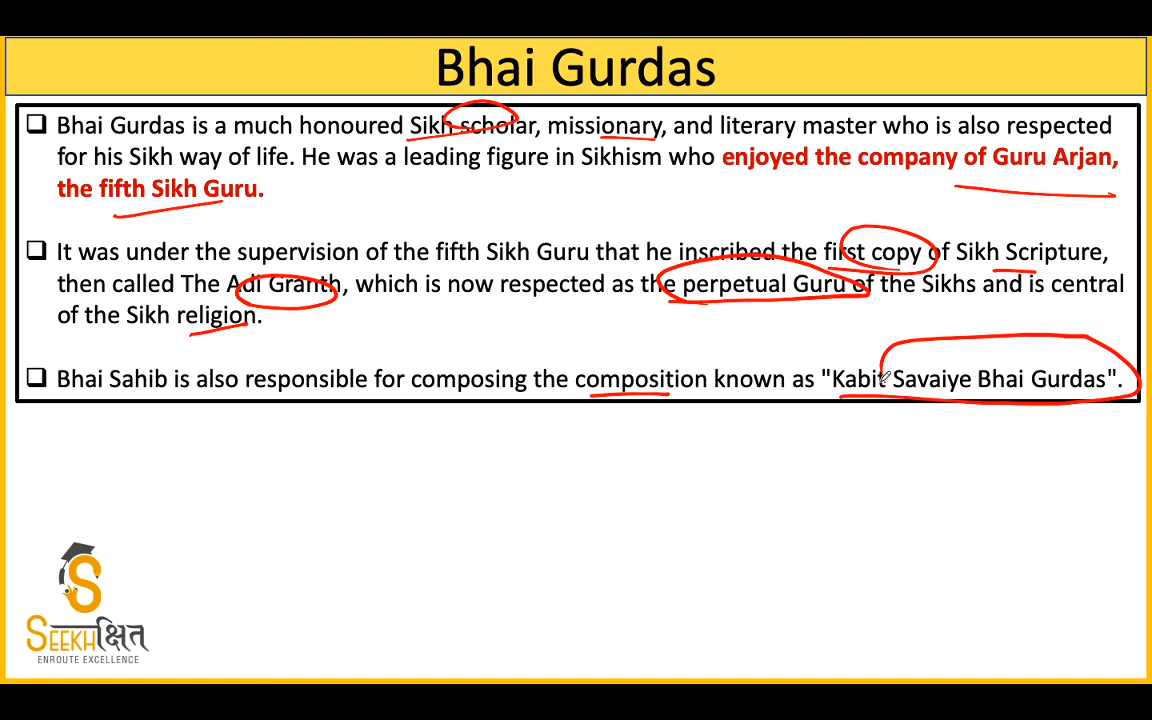 Bhai Gurdas
Bhai Gurdas is a much honoured Sikh scholar, missionary, and literary master who is also respected
for his Sikh way of life. He was a leading figure in Sikhism who enjoyed the company of Guru Arjan,
the fifth Sikh Guru.
It was under the supervision of the fifth Sikh Guru that he inscribed the first copy of Sikh Scripture,
then called The Adi Granth, which is now respected as the perpetual Guru of the Sikhs and is central
of the Sikh religion.
Bhai Sahib is also responsible for composing the composition known as "Kabit Savaiye Bhai Gurdas".
S
SEEKHक्षित
ENROUTE EXCELLENCE